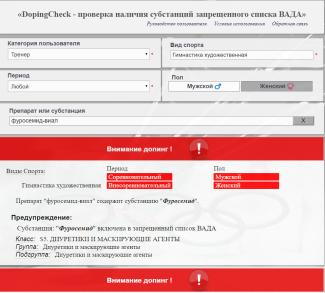 «DopingCheck - проверка наличия субстанций запрещенного списка ВАДА»
Руководство пользователя Условия использования Обратная связь
Категория пользователя Вид спорта
Тренер * Гимнастика художественная *
Период Пол
Любой * Мужской Женский
Препарат или субстанция
фуросемид-виал X
Внимание допинг ! !
Виды Спорта: Период Пол
Соревновательный Мужской
Гимнастика художественная Внесоревновательный Женский
Препарат "фуросемид-виал" содержит субстанцию "Фуросемид".
Предупреждение:
Субстанция: "Фуросемид" включена в запрещенный список ВАДА
Класс: S5. ДИУРЕТИКИ И МАСКИРУЮЩИЕ АГЕНТЫ
Группа: Диуретики и маскирующие агенты
Подгруппа: Диуретики и маскирующие агенты
Внимание допинг ! !